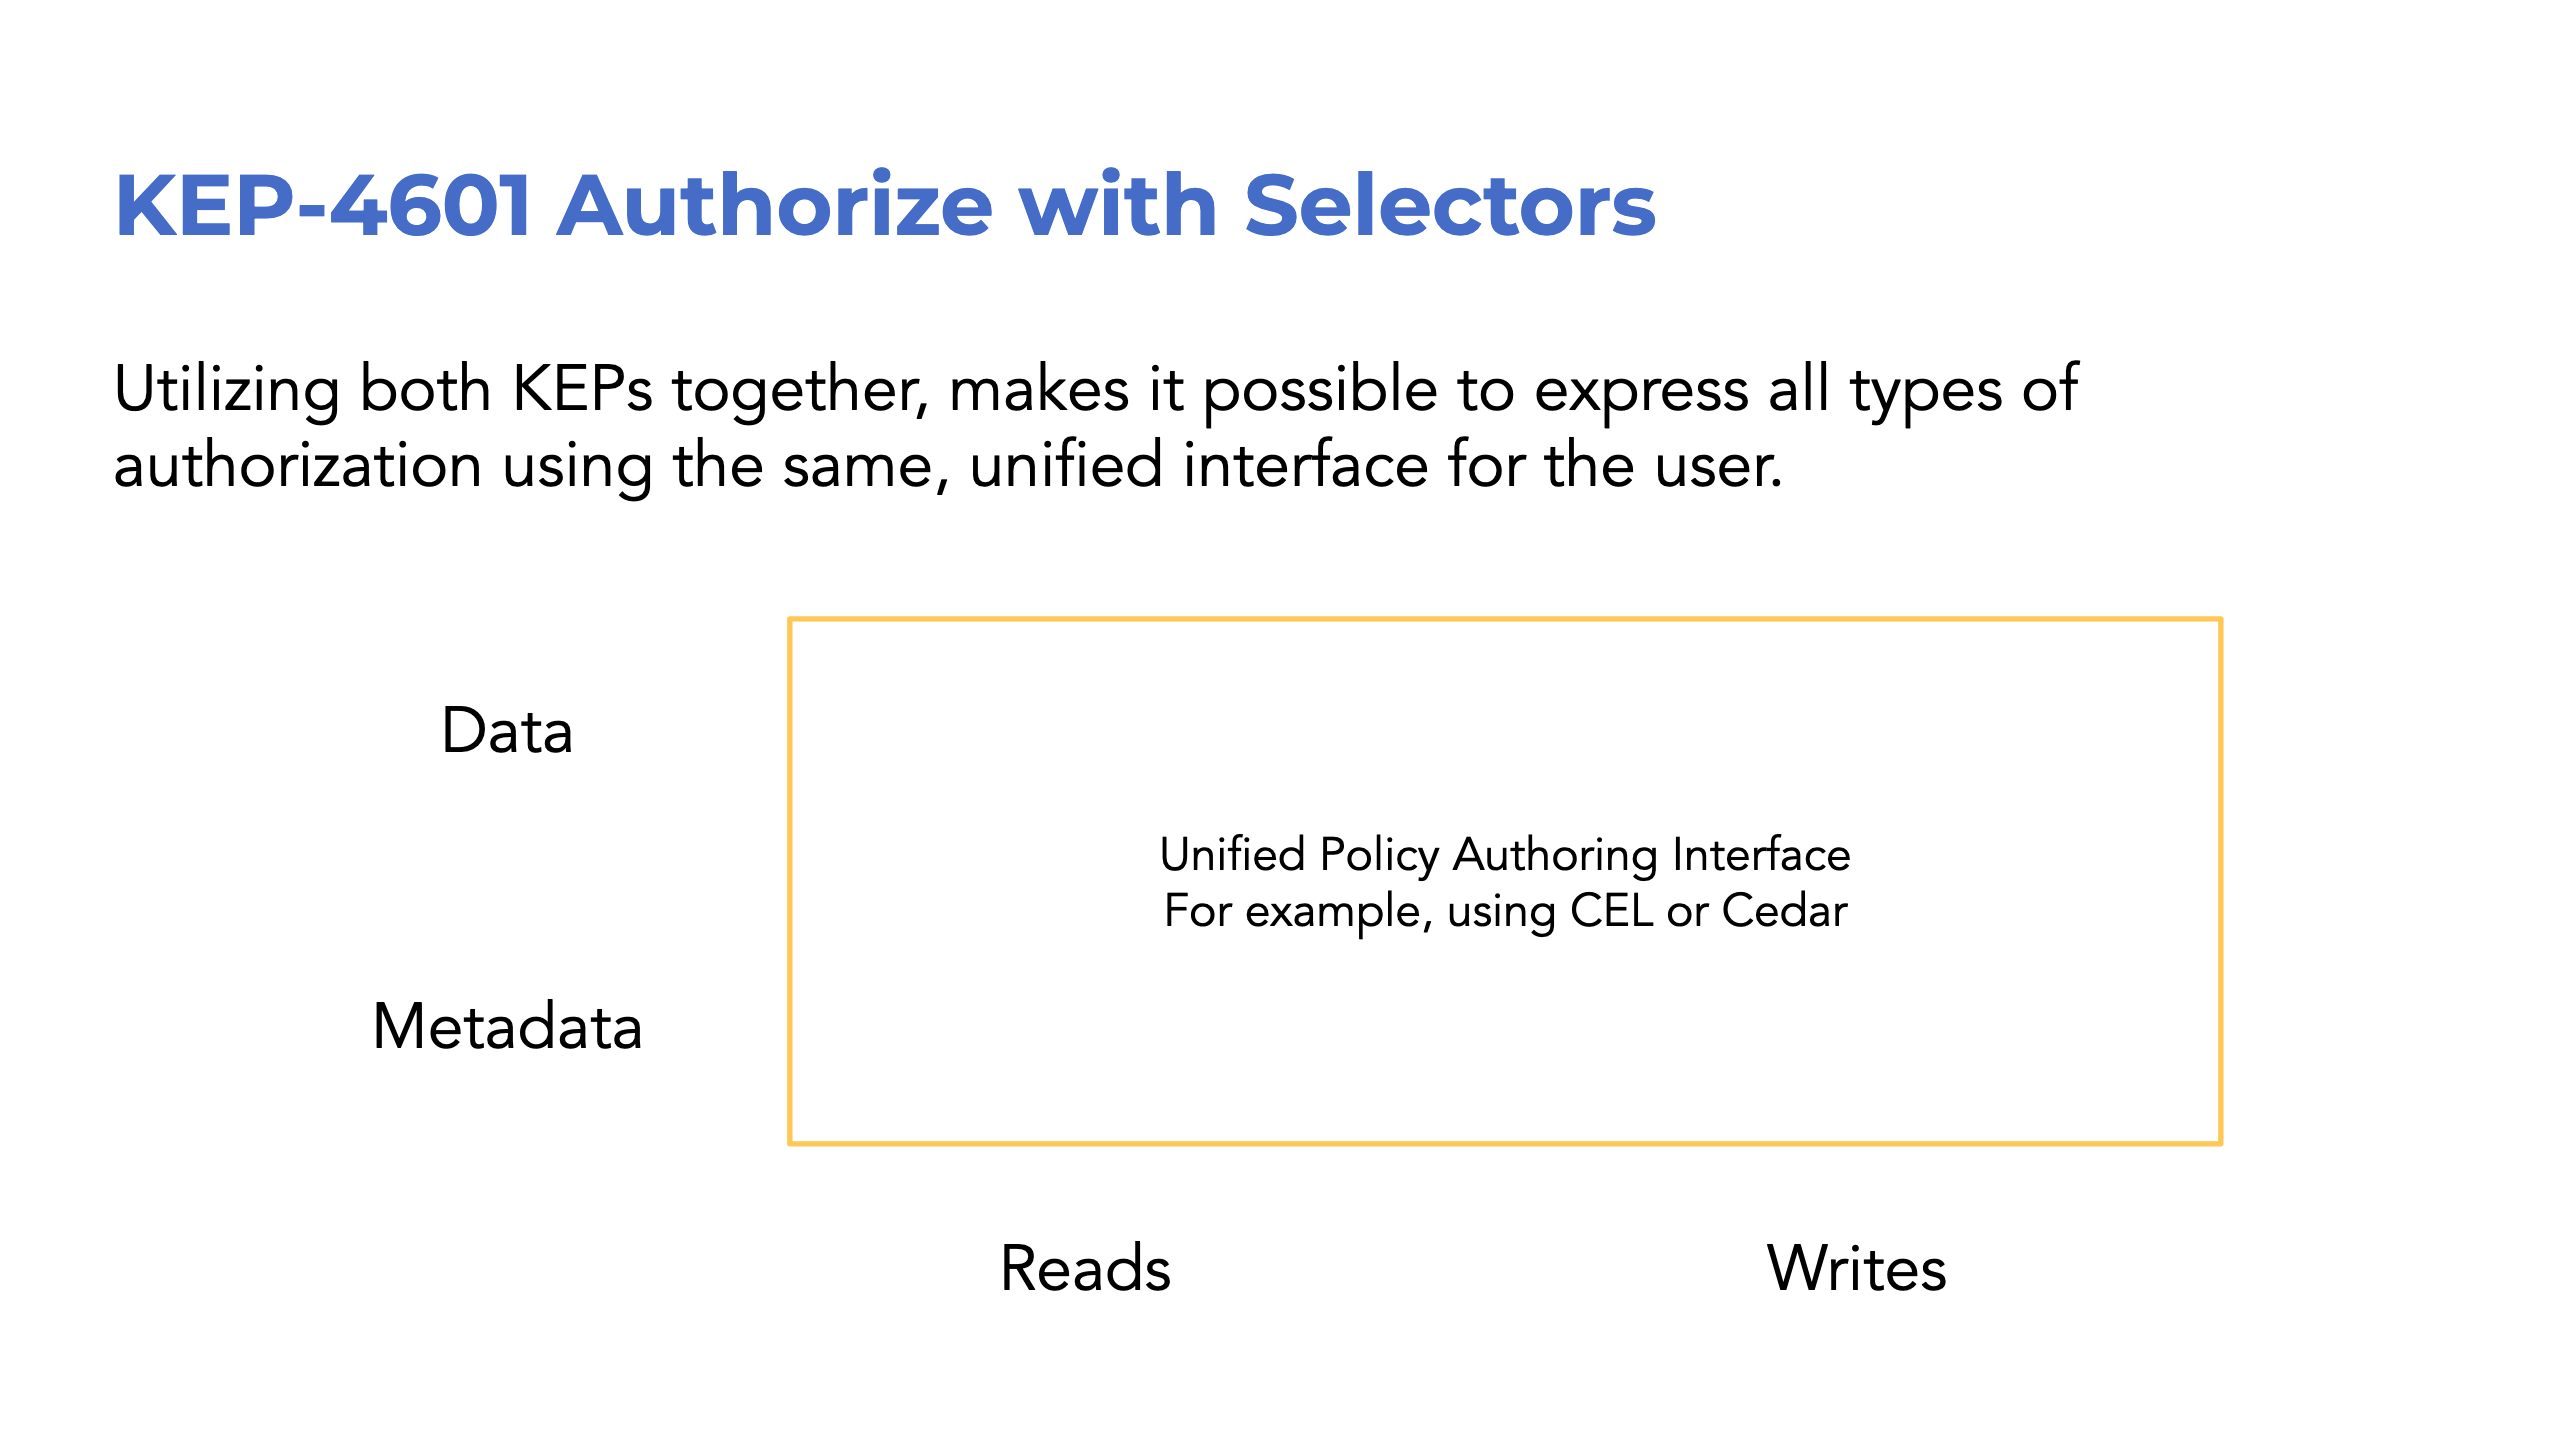 KEP-4601 Authorize with Selectors
Utilizing both KEPs together, makes it possible to express all types of
authorization using the same, unified interface for the user.
Data
Unified Policy Authoring Interface
For example, using CEL or Cedar
Metadata
Reads
Writes